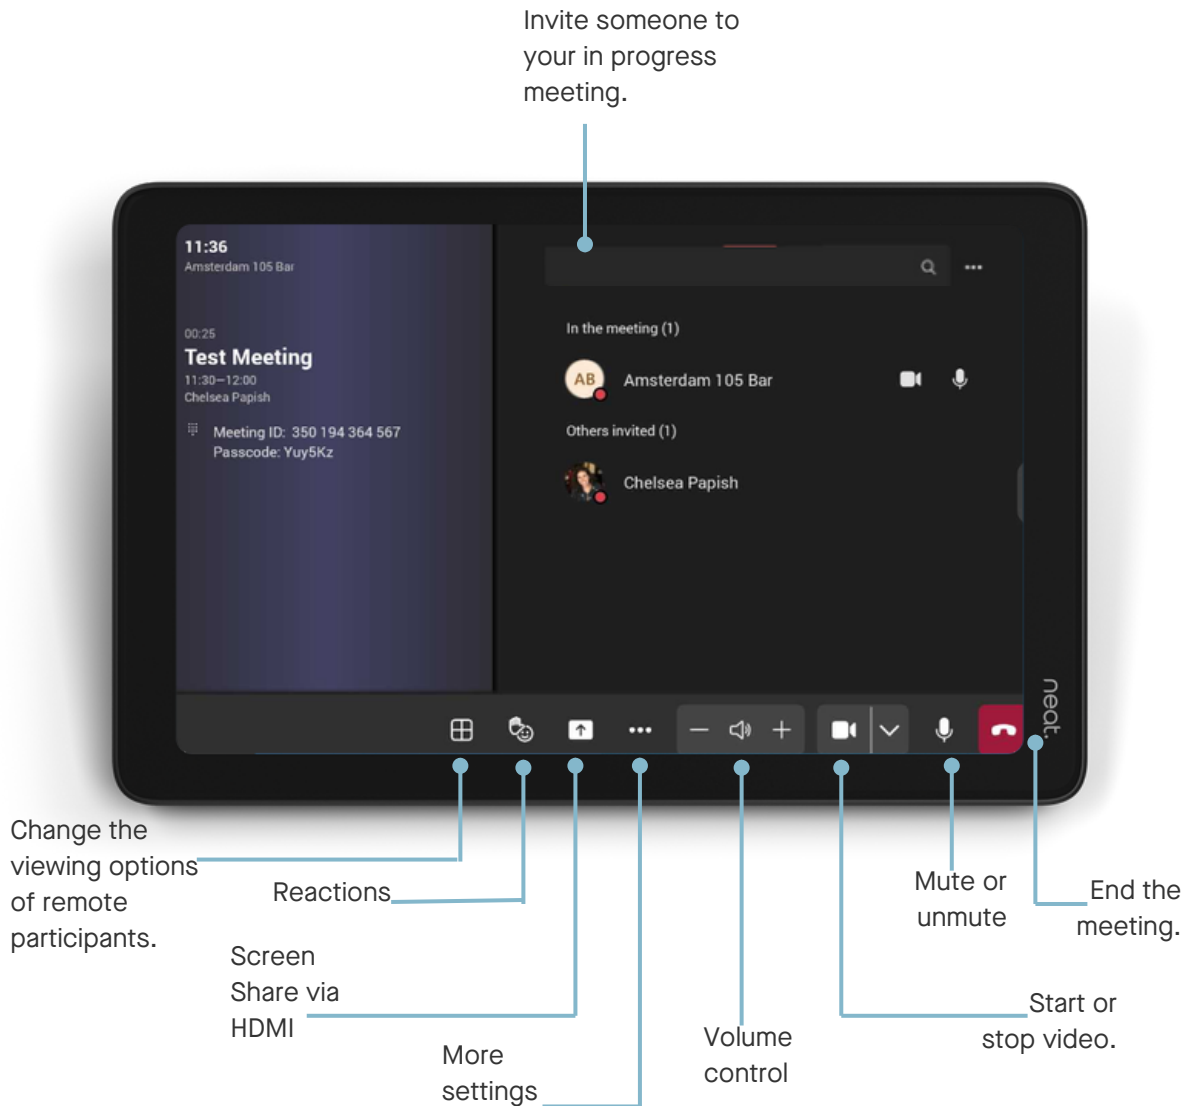 Invite someone to
your in progress
meeting.
11:36
Amsterdam 105 Bar
00:25
Test Meeting
11:30—12:00
Chelsea Papish
Meeting ID: 350 194 364 567
Passcode: Yuy5Kz
In the meeting (1)
AB
Amsterdam 105 Bar
Others invited (1)
Chelsea Papish
neat.
Change the
viewing options
of remote
participants.
Reactions
Screen
Share via
HDMI
More
settings
Volume
control
Start or
stop video.
Mute or
unmute
End the
meeting.